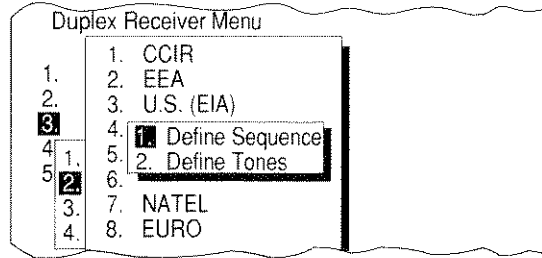 Duplex Receiver Menu
1. CCIR
1. 2. EEA
2. 3. U.S. (EIA)
3. 4. 1. Define Sequence
4 1. 5. 2. Define Tones
5 2. 6.
3. 7. NATEL
4. 8. EURO